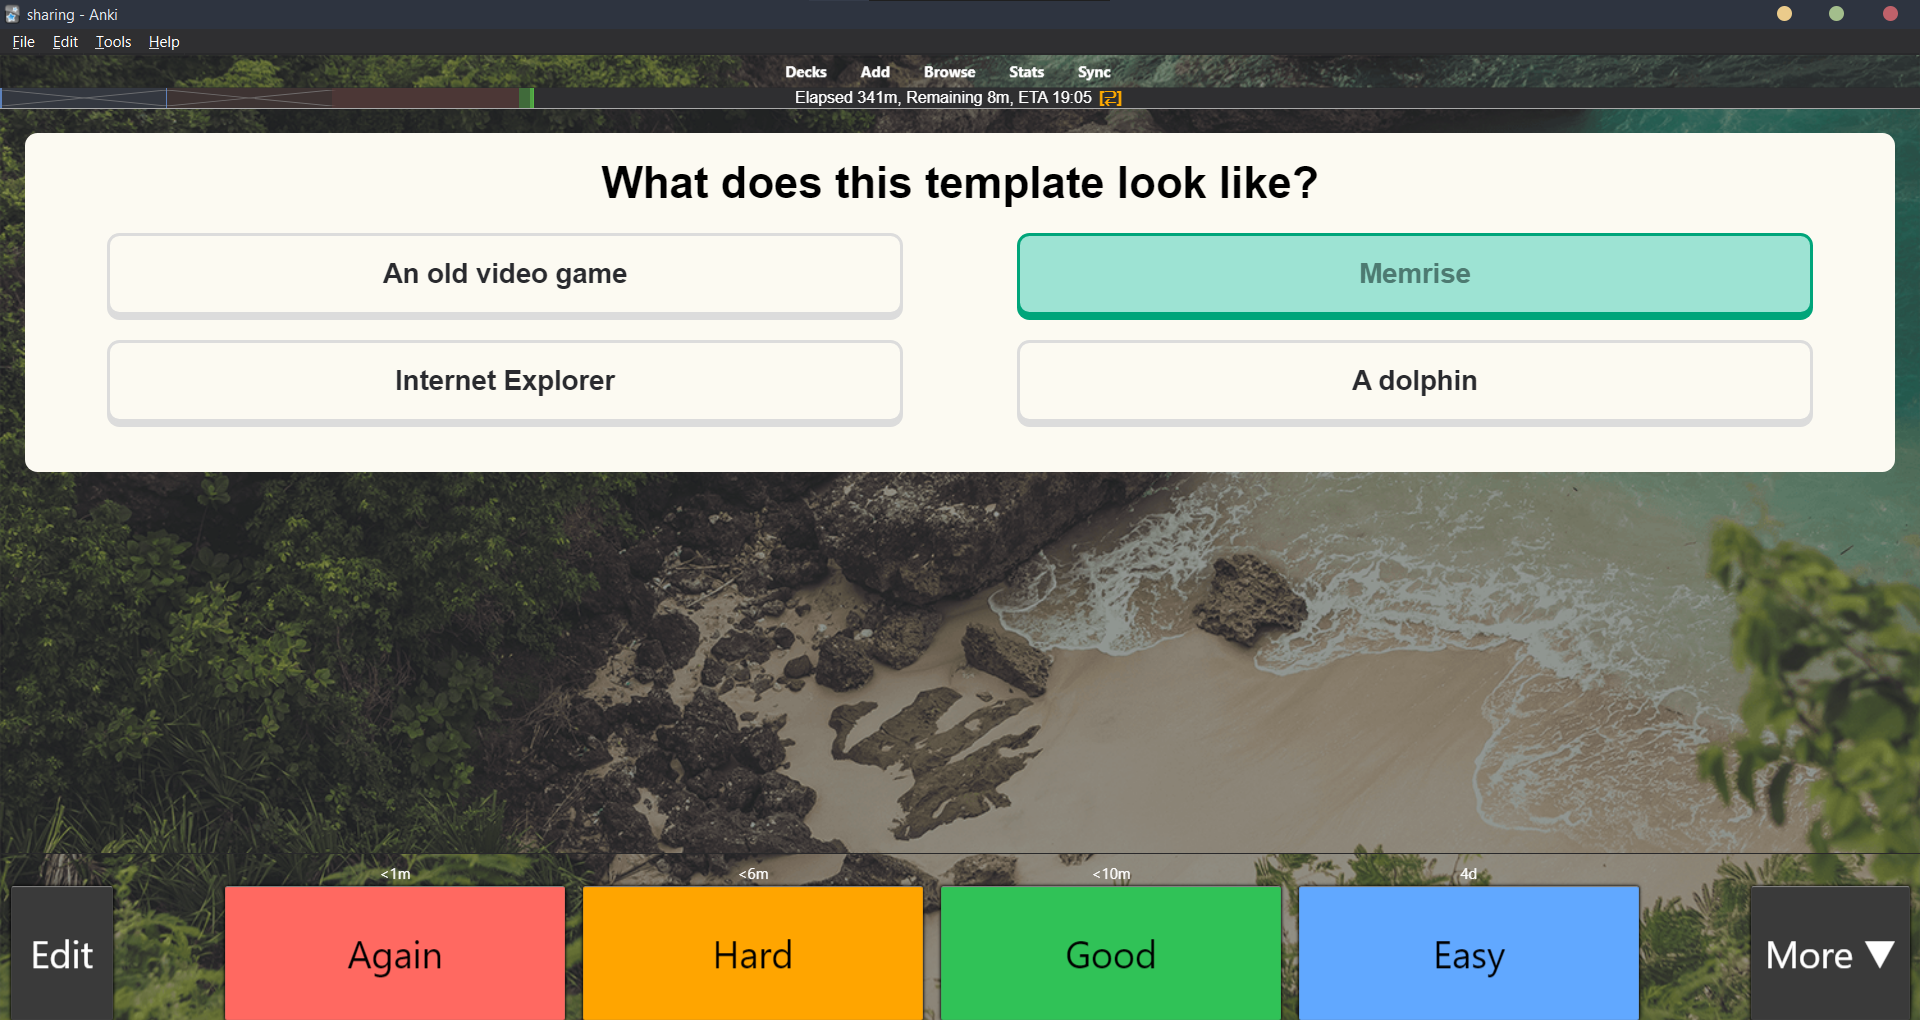 sharing - Anki
File Edit Tools Help
Decks Add Browse Stats Sync
Elapsed 341m, Remaining 8m, ETA 19:05 [⇄]
What does this template look like?
An old video game
Memrise
Internet Explorer
A dolphin
<1m <6m <10m 4d
Edit Again Hard Good Easy More ▼